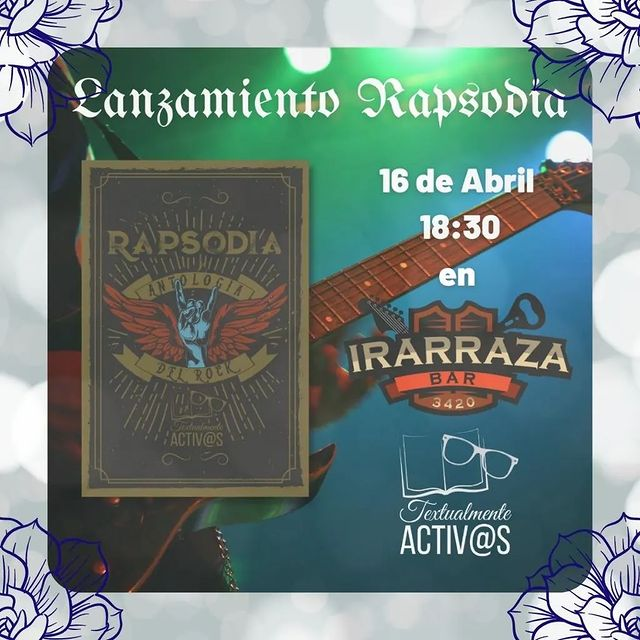 Lanzamiento Rapsodia
RAPSODIA
ANTOLOGÍA
DEL ROCK
Textualmente
ACTIV@S
16 de Abril
18:30
en
IRARRAZA
BAR
3420
Textualmente
ACTIV@S